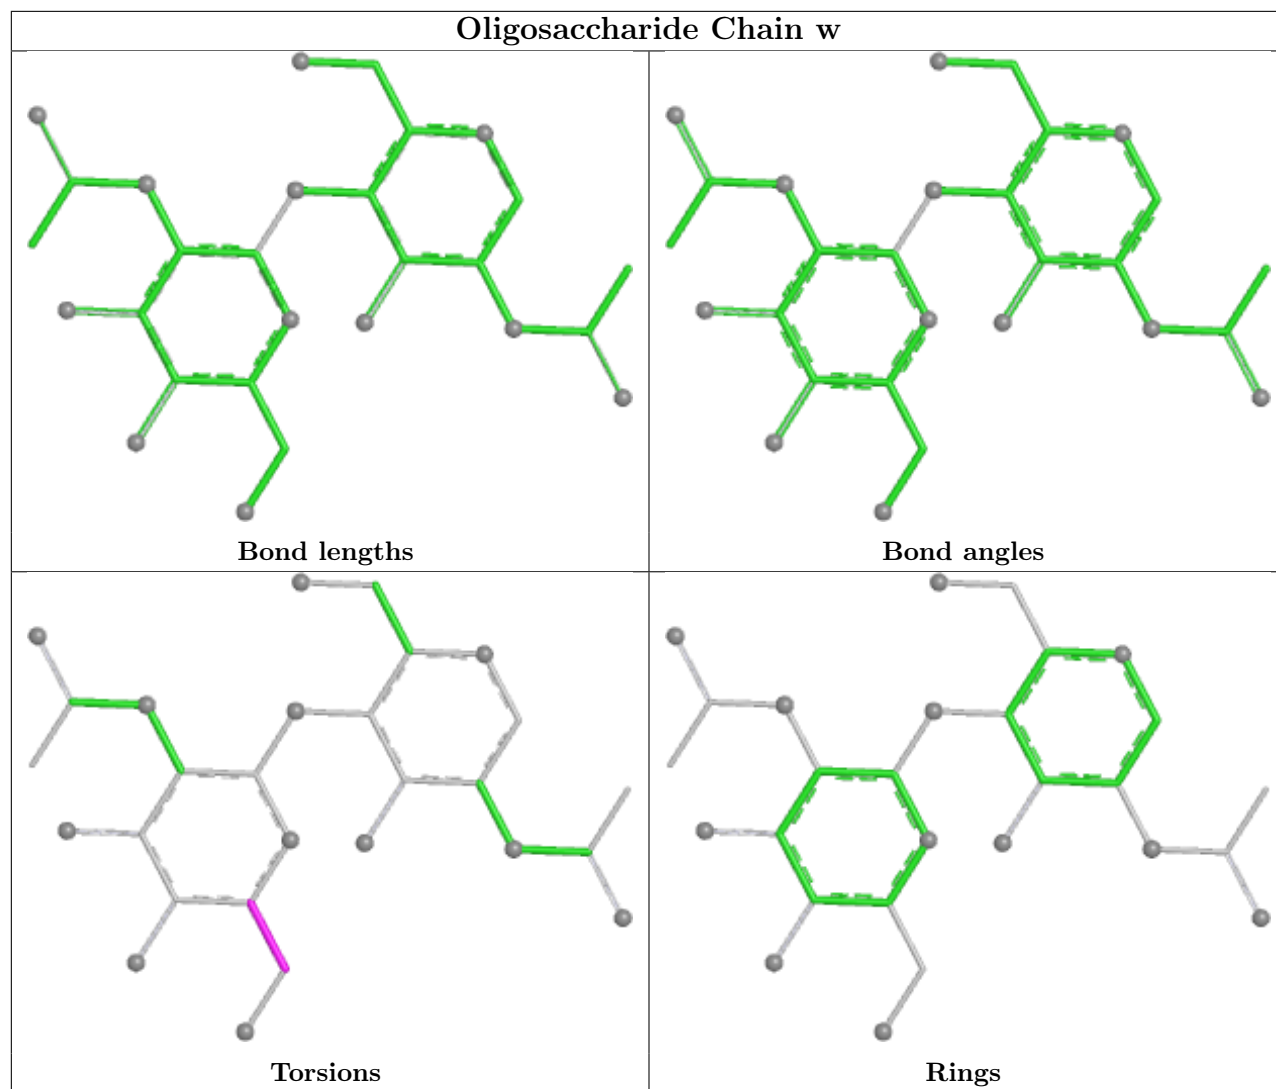 Oligosaccharide Chain w
Bond lengths
Bond angles
Torsions
Rings